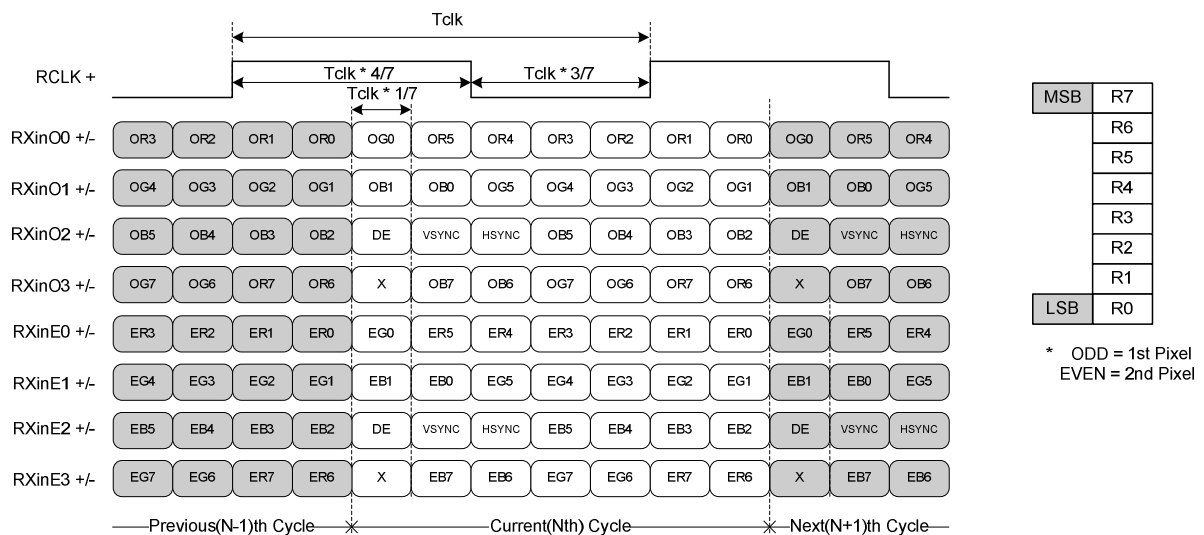 Tclk
RCLK +
Tclk * 4/7
Tclk * 3/7
Tclk * 1/7
RXinO0 +/- OR3 OR2 OR1 OR0 OG0 OR5 OR4 OR3 OR2 OR1 OR0 OG0 OR5 OR4
RXinO1 +/- OG4 OG3 OG2 OG1 OB1 OB0 OG5 OG4 OG3 OG2 OG1 OB1 OB0 OG5
RXinO2 +/- OB5 OB4 OB3 OB2 DE VSYNC HSYNC OB5 OB4 OB3 OB2 DE VSYNC HSYNC
RXinO3 +/- OG7 OG6 OR7 OR6 X OB7 OB6 OG7 OG6 OR7 OR6 X OB7 OB6
RXinE0 +/- ER3 ER2 ER1 ER0 EG0 ER5 ER4 ER3 ER2 ER1 ER0 EG0 ER5 ER4
RXinE1 +/- EG4 EG3 EG2 EG1 EB1 EB0 EG5 EG4 EG3 EG2 EG1 EB1 EB0 EG5
RXinE2 +/- EB5 EB4 EB3 EB2 DE VSYNC HSYNC EB5 EB4 EB3 EB2 DE VSYNC HSYNC
RXinE3 +/- EG7 EG6 ER7 ER6 X EB7 EB6 EG7 EG6 ER7 ER6 X EB7 EB6
Previous(N-1)th Cycle Current(Nth) Cycle Next(N+1)th Cycle
MSB R7
R6
R5
R4
R3
R2
R1
LSB R0
* ODD = 1st Pixel
EVEN = 2nd Pixel